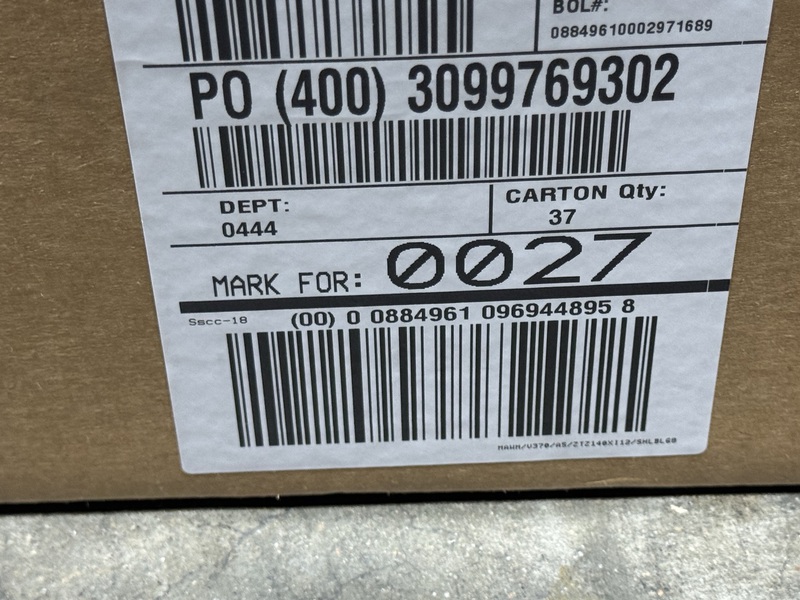 BOL#:
08849610002971689
PO (400) 3099769302
DEPT:
0444
CARTON Qty:
37
MARK FOR: 0027
Sscc-18
(00) 0 0884961 096944895 8